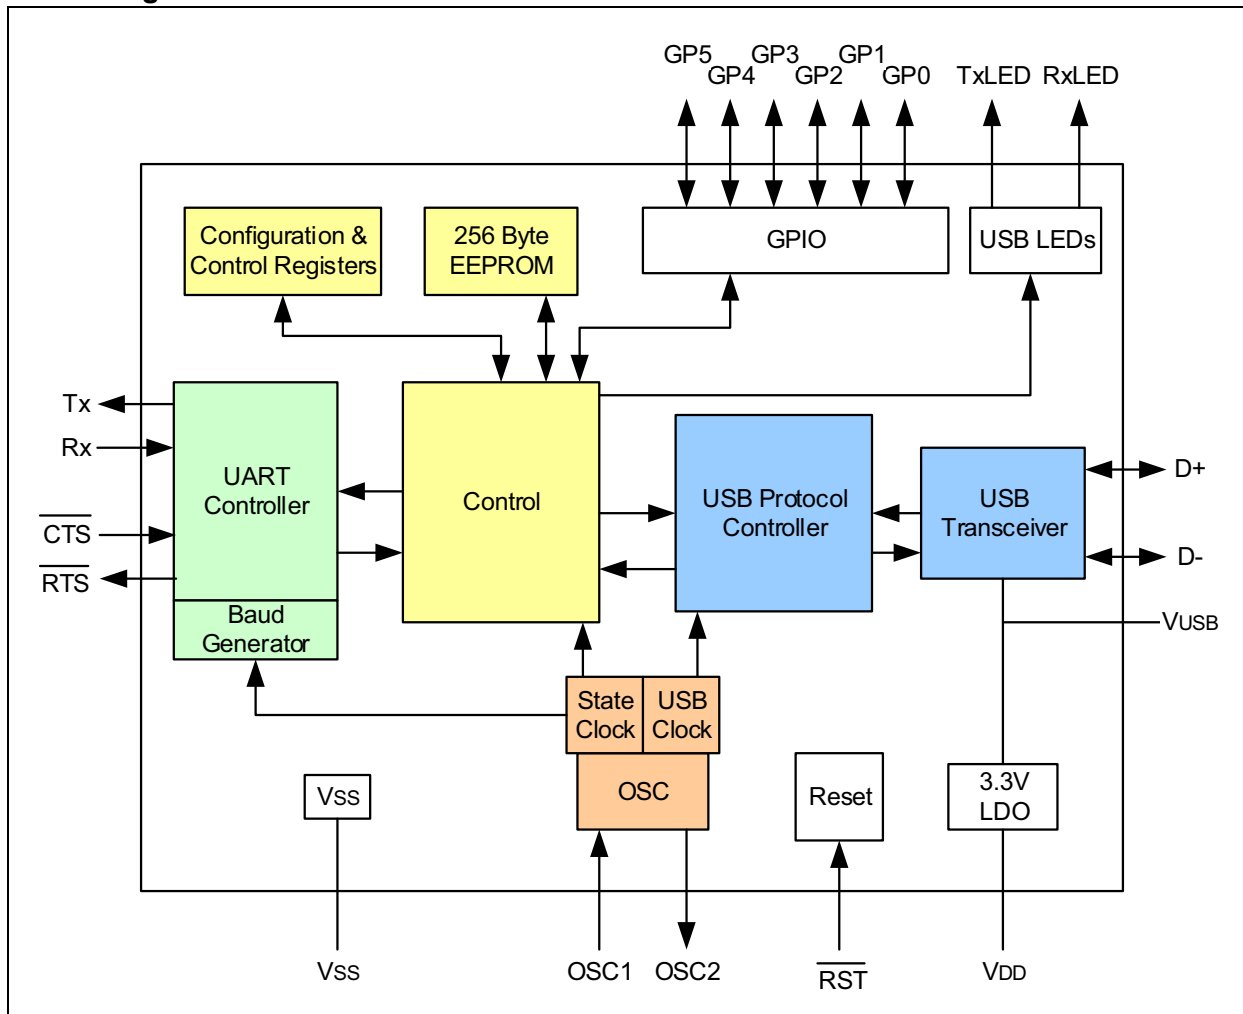 GP5 GP3 GP1
GP4 GP2 GP0 TxLED RxLED
Configuration &
Control Registers
256 Byte
EEPROM
GPIO
USB LEDs
Tx
Rx
CTS
RTS
UART
Controller
Baud
Generator
Control
USB Protocol
Controller
USB
Transceiver
D+
D-
VUSB
State
Clock
USB
Clock
OSC
VSS
Reset
3.3V
LDO
VSS
OSC1
OSC2
RST
VDD